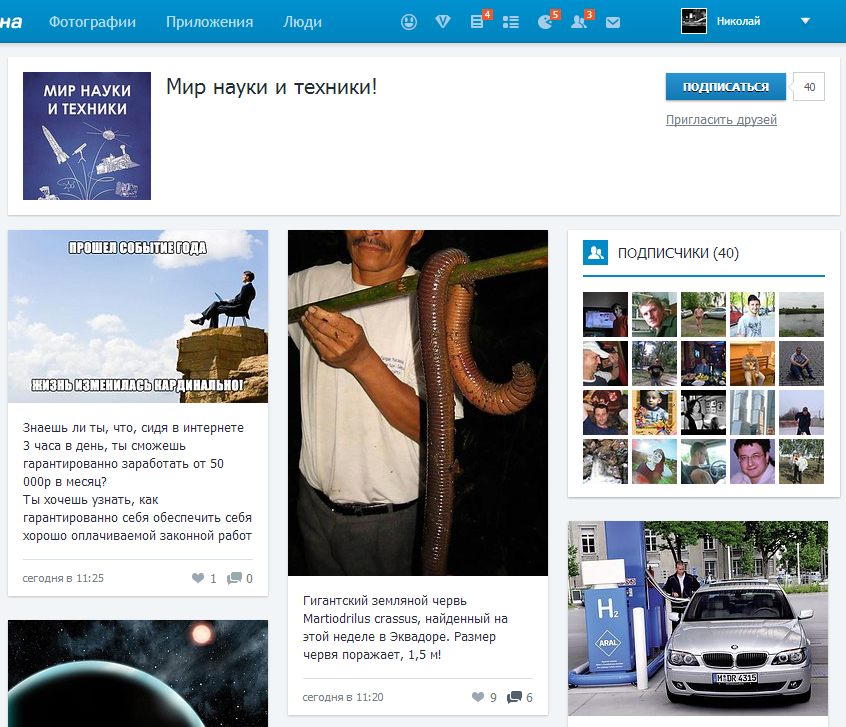 на Фотографии Приложения Люди 4 5 3 Николай
МИР НАУКИ
И ТЕХНИКИ
Мир науки и техники!
ПОДПИСАТЬСЯ 40
Пригласить друзей
ПРОШЕЛ СОБЫТИЕ ГОДА
ЖИЗНЬ ИЗМЕНИЛАСЬ КАРДИНАЛЬНО!
Знаешь ли ты, что, сидя в интернете
3 часа в день, ты сможешь
гарантированно заработать от 50
000р в месяц?
Ты хочешь узнать, как
гарантированно себя обеспечить себя
хорошо оплачиваемой законной работ
сегодня в 11:25 1 0
Гигантский земляной червь
Martiodrilus crassus, найденный на
этой неделе в Эквадоре. Размер
червя поражает, 1,5 м!
сегодня в 11:20 9 6
ПОДПИСЧИКИ (40)
H2
ARAL
M DR 4315